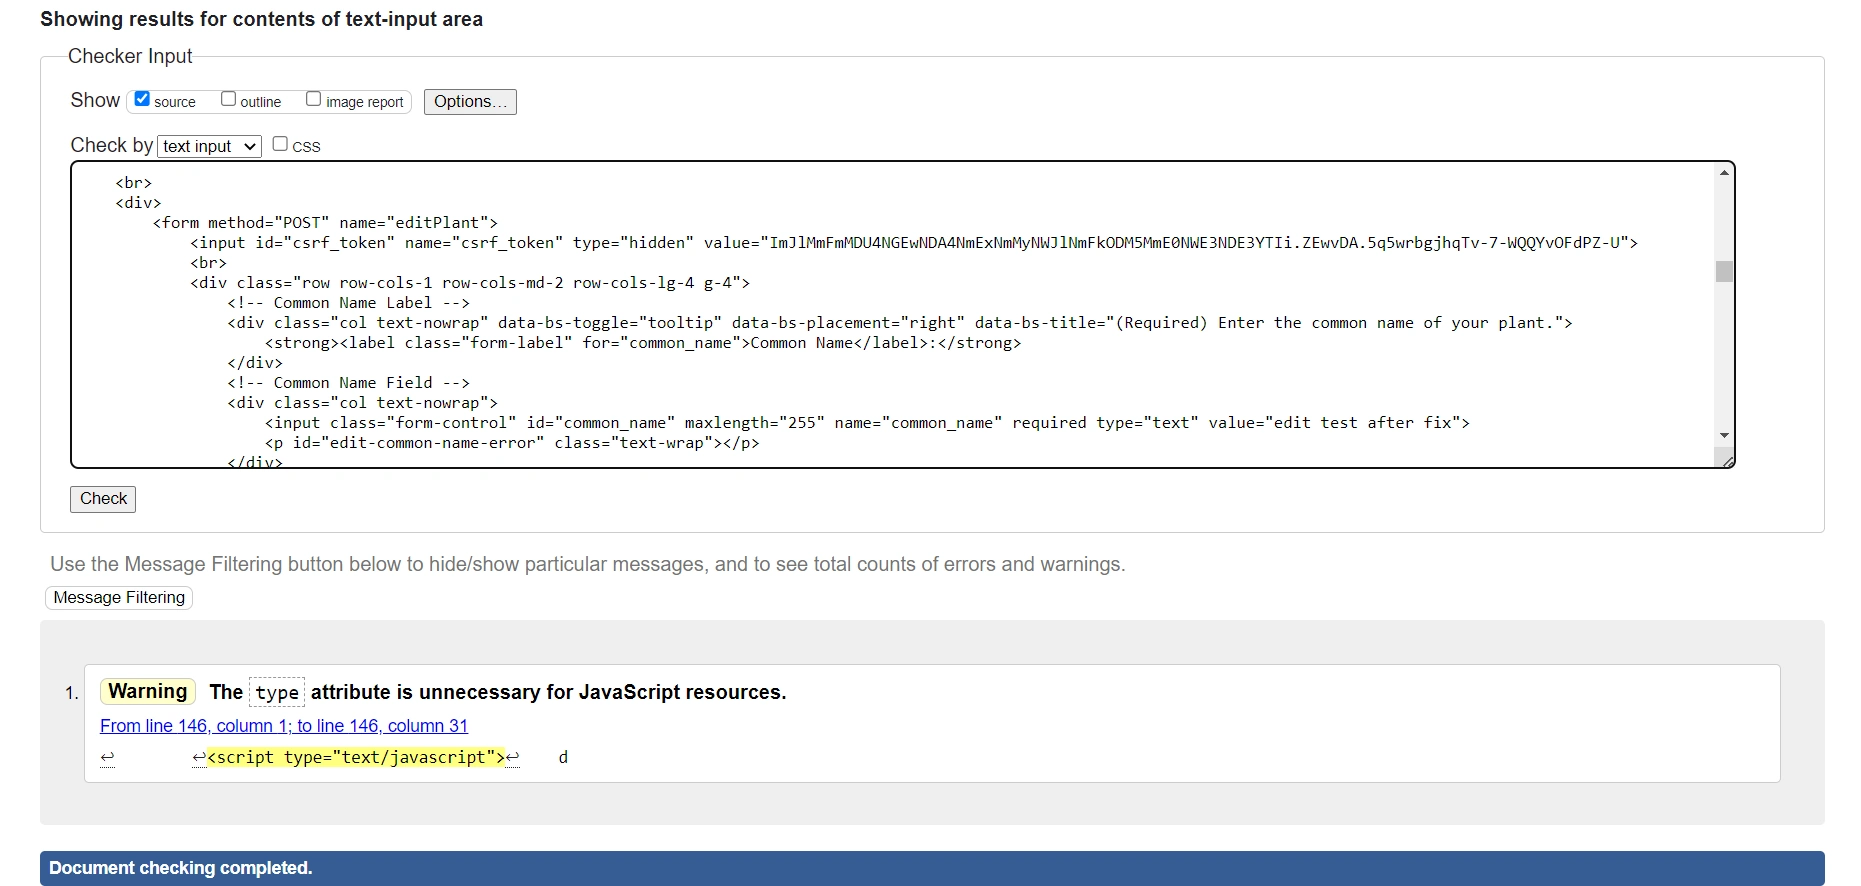 Showing results for contents of text-input area
Checker Input
Show source outline image report Options...
Check by text input CSS
<br>
<div>
<form method="POST" name="editPlant">
<input id="csrf_token" name="csrf_token" type="hidden" value="ImJlMmFmMDU4NGEwNDA4NmExNmMyNWJlNmFkODM5MmE0NWE3NDE3YTIi.ZEwvDA.5q5wrbgjhqTv-7-WQQYvOFdPZ-U">
<br>
<div class="row row-cols-1 row-cols-md-2 row-cols-lg-4 g-4">
<!-- Common Name Label -->
<div class="col text-nowrap" data-bs-toggle="tooltip" data-bs-placement="right" data-bs-title="(Required) Enter the common name of your plant.">
<strong><label class="form-label" for="common_name">Common Name</label>:</strong>
</div>
<!-- Common Name Field -->
<div class="col text-nowrap">
<input class="form-control" id="common_name" maxlength="255" name="common_name" required type="text" value="edit test after fix">
<p id="edit-common-name-error" class="text-wrap"></p>
</div>
Check
Use the Message Filtering button below to hide/show particular messages, and to see total counts of errors and warnings.
Message Filtering
1. Warning The type attribute is unnecessary for JavaScript resources.
From line 146, column 1; to line 146, column 31
↩ ↩<script type="text/javascript">↩ d
Document checking completed.